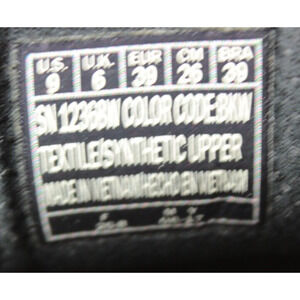 U.S. U.K. EUR CM BRA
9 6 39 26 39
SN 12368W COLOR CODE:BKW
TEXTILE/SYNTHETIC UPPER
MADE IN VIETNAM/HECHO EN VIETNAM